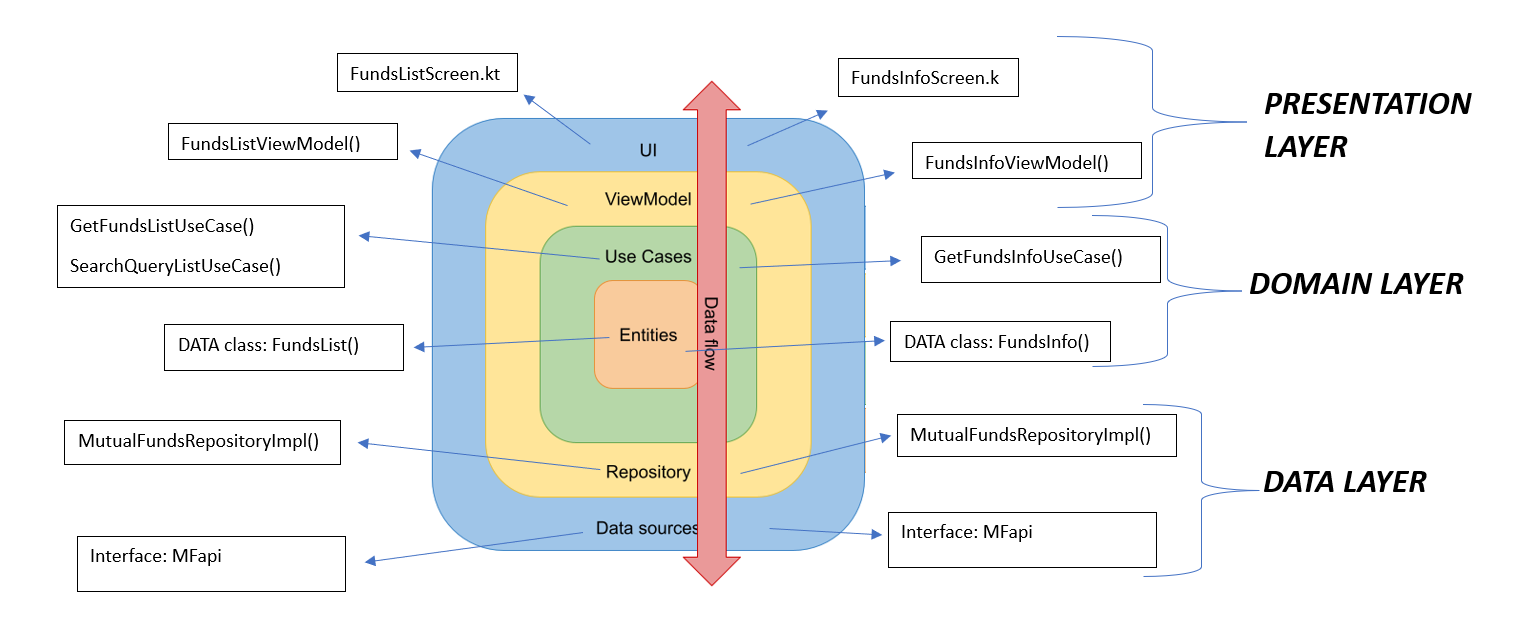 FundsListScreen.kt
FundsInfoScreen.k
PRESENTATION
LAYER
FundsListViewModel()
UI
FundsInfoViewModel()
ViewModel
GetFundsListUseCase()
SearchQueryListUseCase()
Use Cases
GetFundsInfoUseCase()
DOMAIN LAYER
Data flow
DATA class: FundsList()
Entities
DATA class: FundsInfo()
MutualFundsRepositoryImpl()
Repository
MutualFundsRepositoryImpl()
DATA LAYER
Interface: MFapi
Data sources
Interface: MFapi